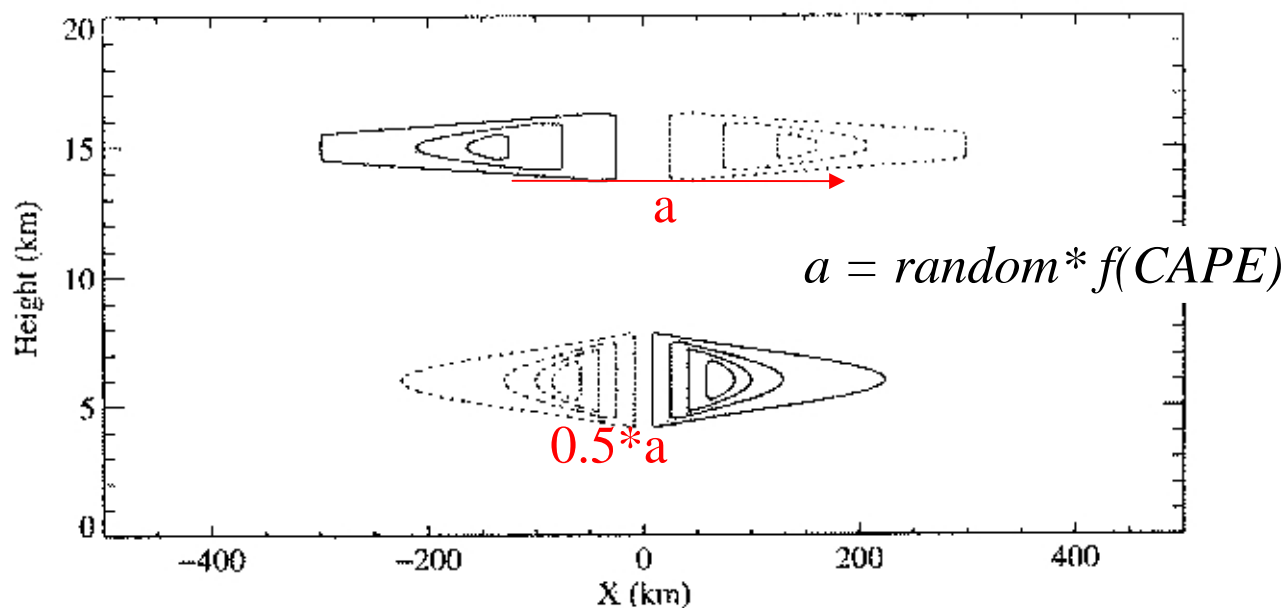 20
15
a
Height (km)
a = random* f(CAPE)
10
5
0.5*a
0
−400
−200
0
200
400
X (km)